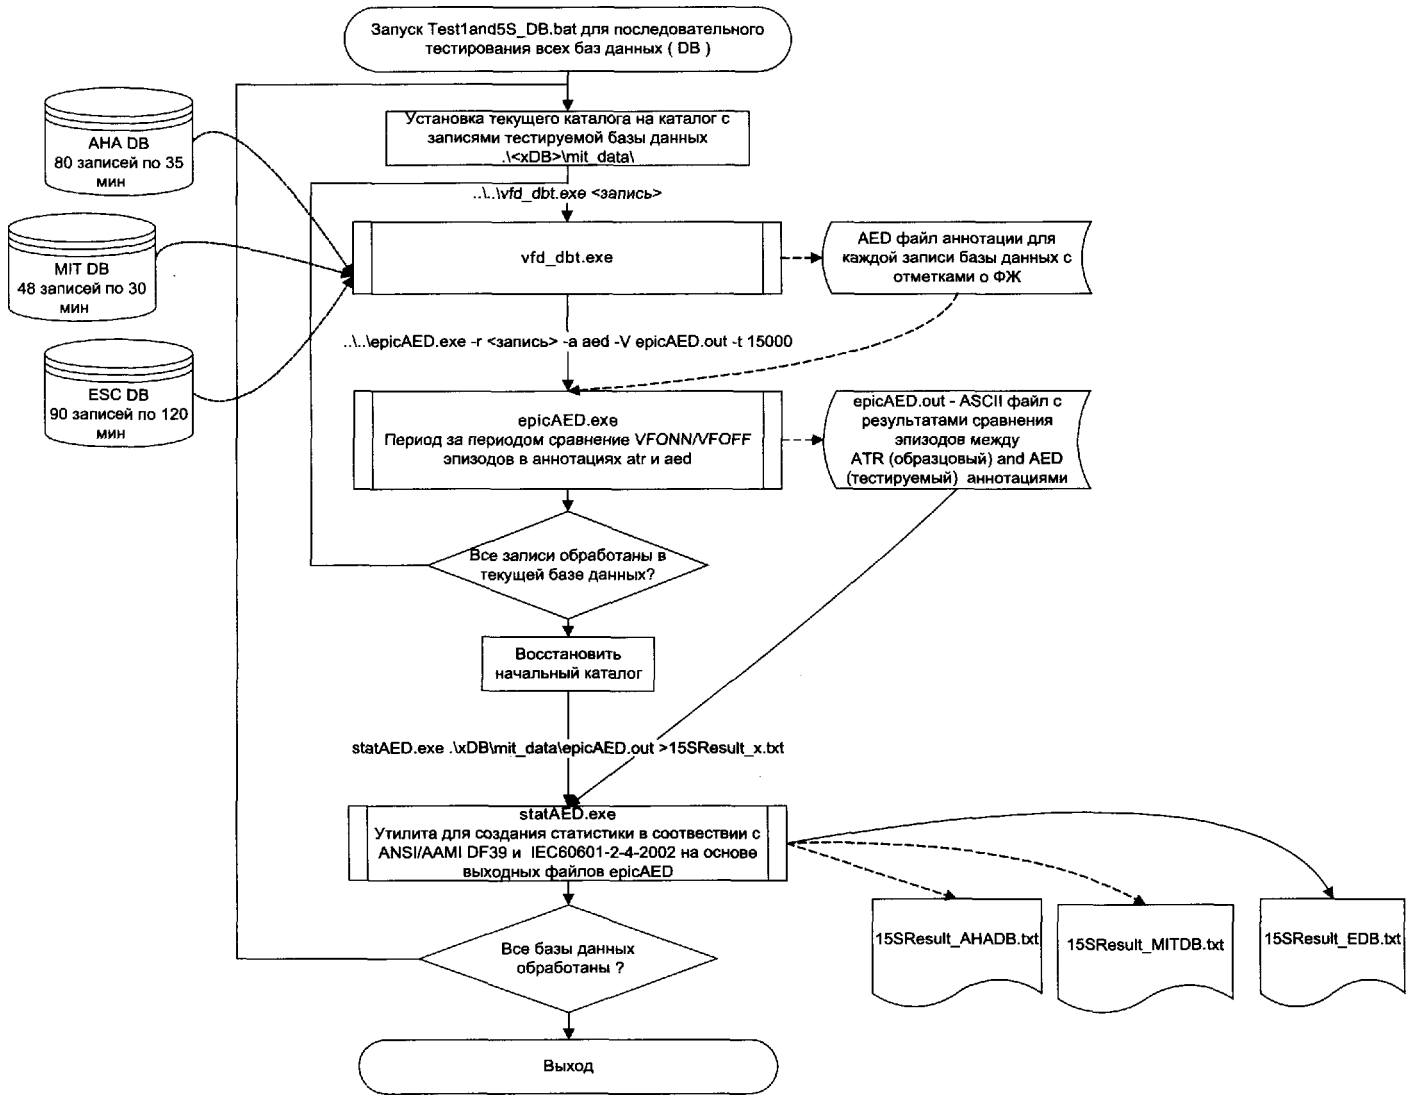 Запуск Test1and5S_DB.bat для последовательного
тестирования всех баз данных ( DB )
Установка текущего каталога на каталог с
записями тестируемой базы данных
.\<xDB>\mit_data\
AHA DB
80 записей по 35
мин
..\..\vfd_dbt.exe <запись>
MIT DB
48 записей по 30
мин
vfd_dbt.exe
AED файл аннотации для
каждой записи базы данных с
отметками о ФЖ
..\..\epicAED.exe -r <запись> -a aed -V epicAED.out -t 15000
ESC DB
90 записей по 120
мин
epicAED.exe
Период за периодом сравнение VFONN/VFOFF
эпизодов в аннотациях atr и aed
epicAED.out - ASCII файл с
результатами сравнения
эпизодов между
ATR (образцовый) and AED
(тестируемый) аннотациями
Все записи обработаны в
текущей базе данных?
Восстановить
начальный каталог
statAED.exe .\xDB\mit_data\epicAED.out >15SResult_x.txt
statAED.exe
Утилита для создания статистики в соотвествии с
ANSI/AAMI DF39 и IEC60601-2-4-2002 на основе
выходных файлов epicAED
15SResult_AHADB.txt
15SResult_MITDB.txt
15SResult_EDB.txt
Все базы данных
обработаны ?
Выход